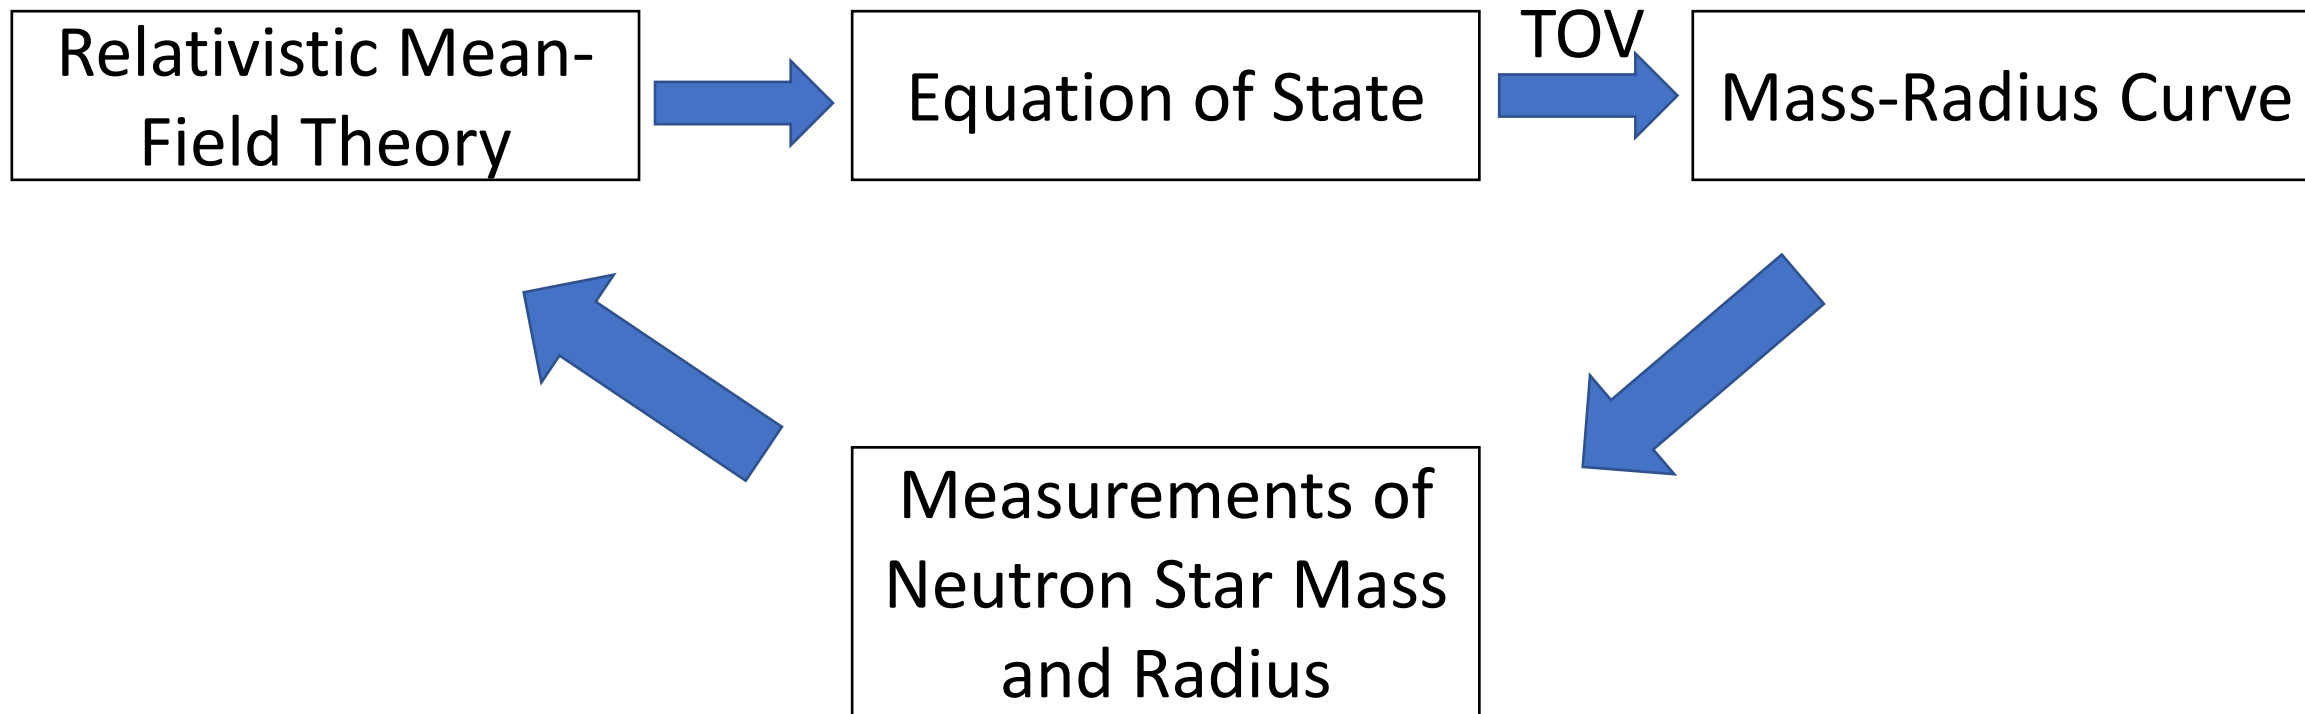 Relativistic Mean-
Field Theory
Equation of State
TOV
Mass-Radius Curve
Measurements of
Neutron Star Mass
and Radius